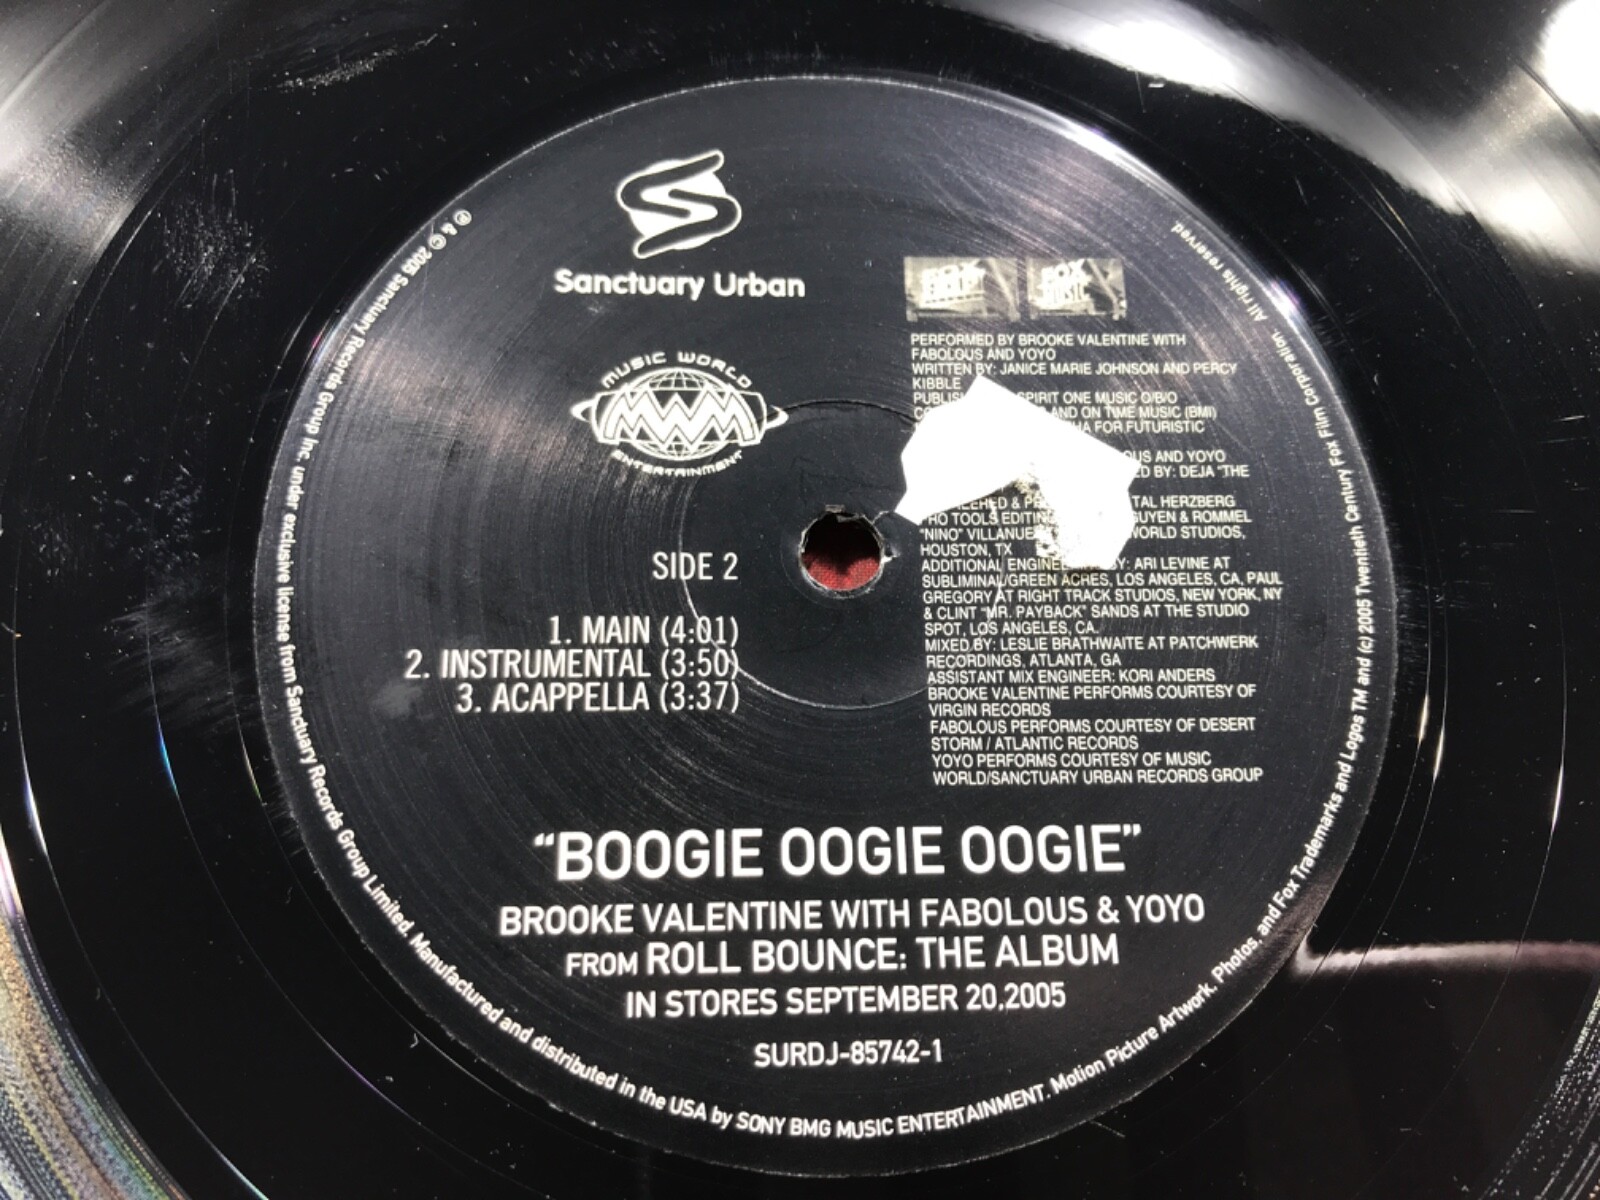 Sanctuary Urban
MUSIC WORLD
MWM
ENTERTAINMENT
SIDE 2
1. MAIN (4:01)
2. INSTRUMENTAL (3:50)
3. ACAPPELLA (3:37)
FOX
FOX
MUSIC
PERFORMED BY BROOKE VALENTINE WITH
FABOLOUS AND YOYO
WRITTEN BY: JANICE MARIE JOHNSON AND PERCY
KIBBLE
SPIRIT ONE MUSIC O/B/O
AND ON TIME MUSIC (BMI)
FOR FUTURISTIC
AND YOYO
BY: DEJA "THE
& HERZBERG
PRO TOOLS & ROMMEL
"NINO" WORLD STUDIOS,
HOUSTON, TX
ADDITIONAL BY: ARI LEVINE AT
SUBLIMINAL/GREEN ACRES, LOS ANGELES, CA, PAUL
GREGORY AT RIGHT TRACK STUDIOS, NEW YORK, NY
& CLINT "MR. PAYBACK" SANDS AT THE STUDIO
SPOT, LOS ANGELES, CA.
MIXED BY: LESLIE BRATHWAITE AT PATCHWERK
RECORDINGS, ATLANTA, GA
ASSISTANT MIX ENGINEER: KORI ANDERS
BROOKE VALENTINE PERFORMS COURTESY OF
VIRGIN RECORDS
FABOLOUS PERFORMS COURTESY OF DESERT
STORM / ATLANTIC RECORDS
YOYO PERFORMS COURTESY OF MUSIC
WORLD/SANCTUARY URBAN RECORDS GROUP
"BOOGIE OOGIE OOGIE"
BROOKE VALENTINE WITH FABOLOUS & YOYO
FROM ROLL BOUNCE: THE ALBUM
IN STORES SEPTEMBER 20,2005
SURDJ-85742-1
℗ & © 2005 Sanctuary Records Group Inc. under exclusive license from Sanctuary Records Group Limited. Manufactured and distributed in the USA by SONY BMG MUSIC ENTERTAINMENT. Motion Picture Artwork, Photos, and Fox Trademarks and Logos TM and (c) 2005 Twentieth Century Fox Film Corporation. All rights reserved.